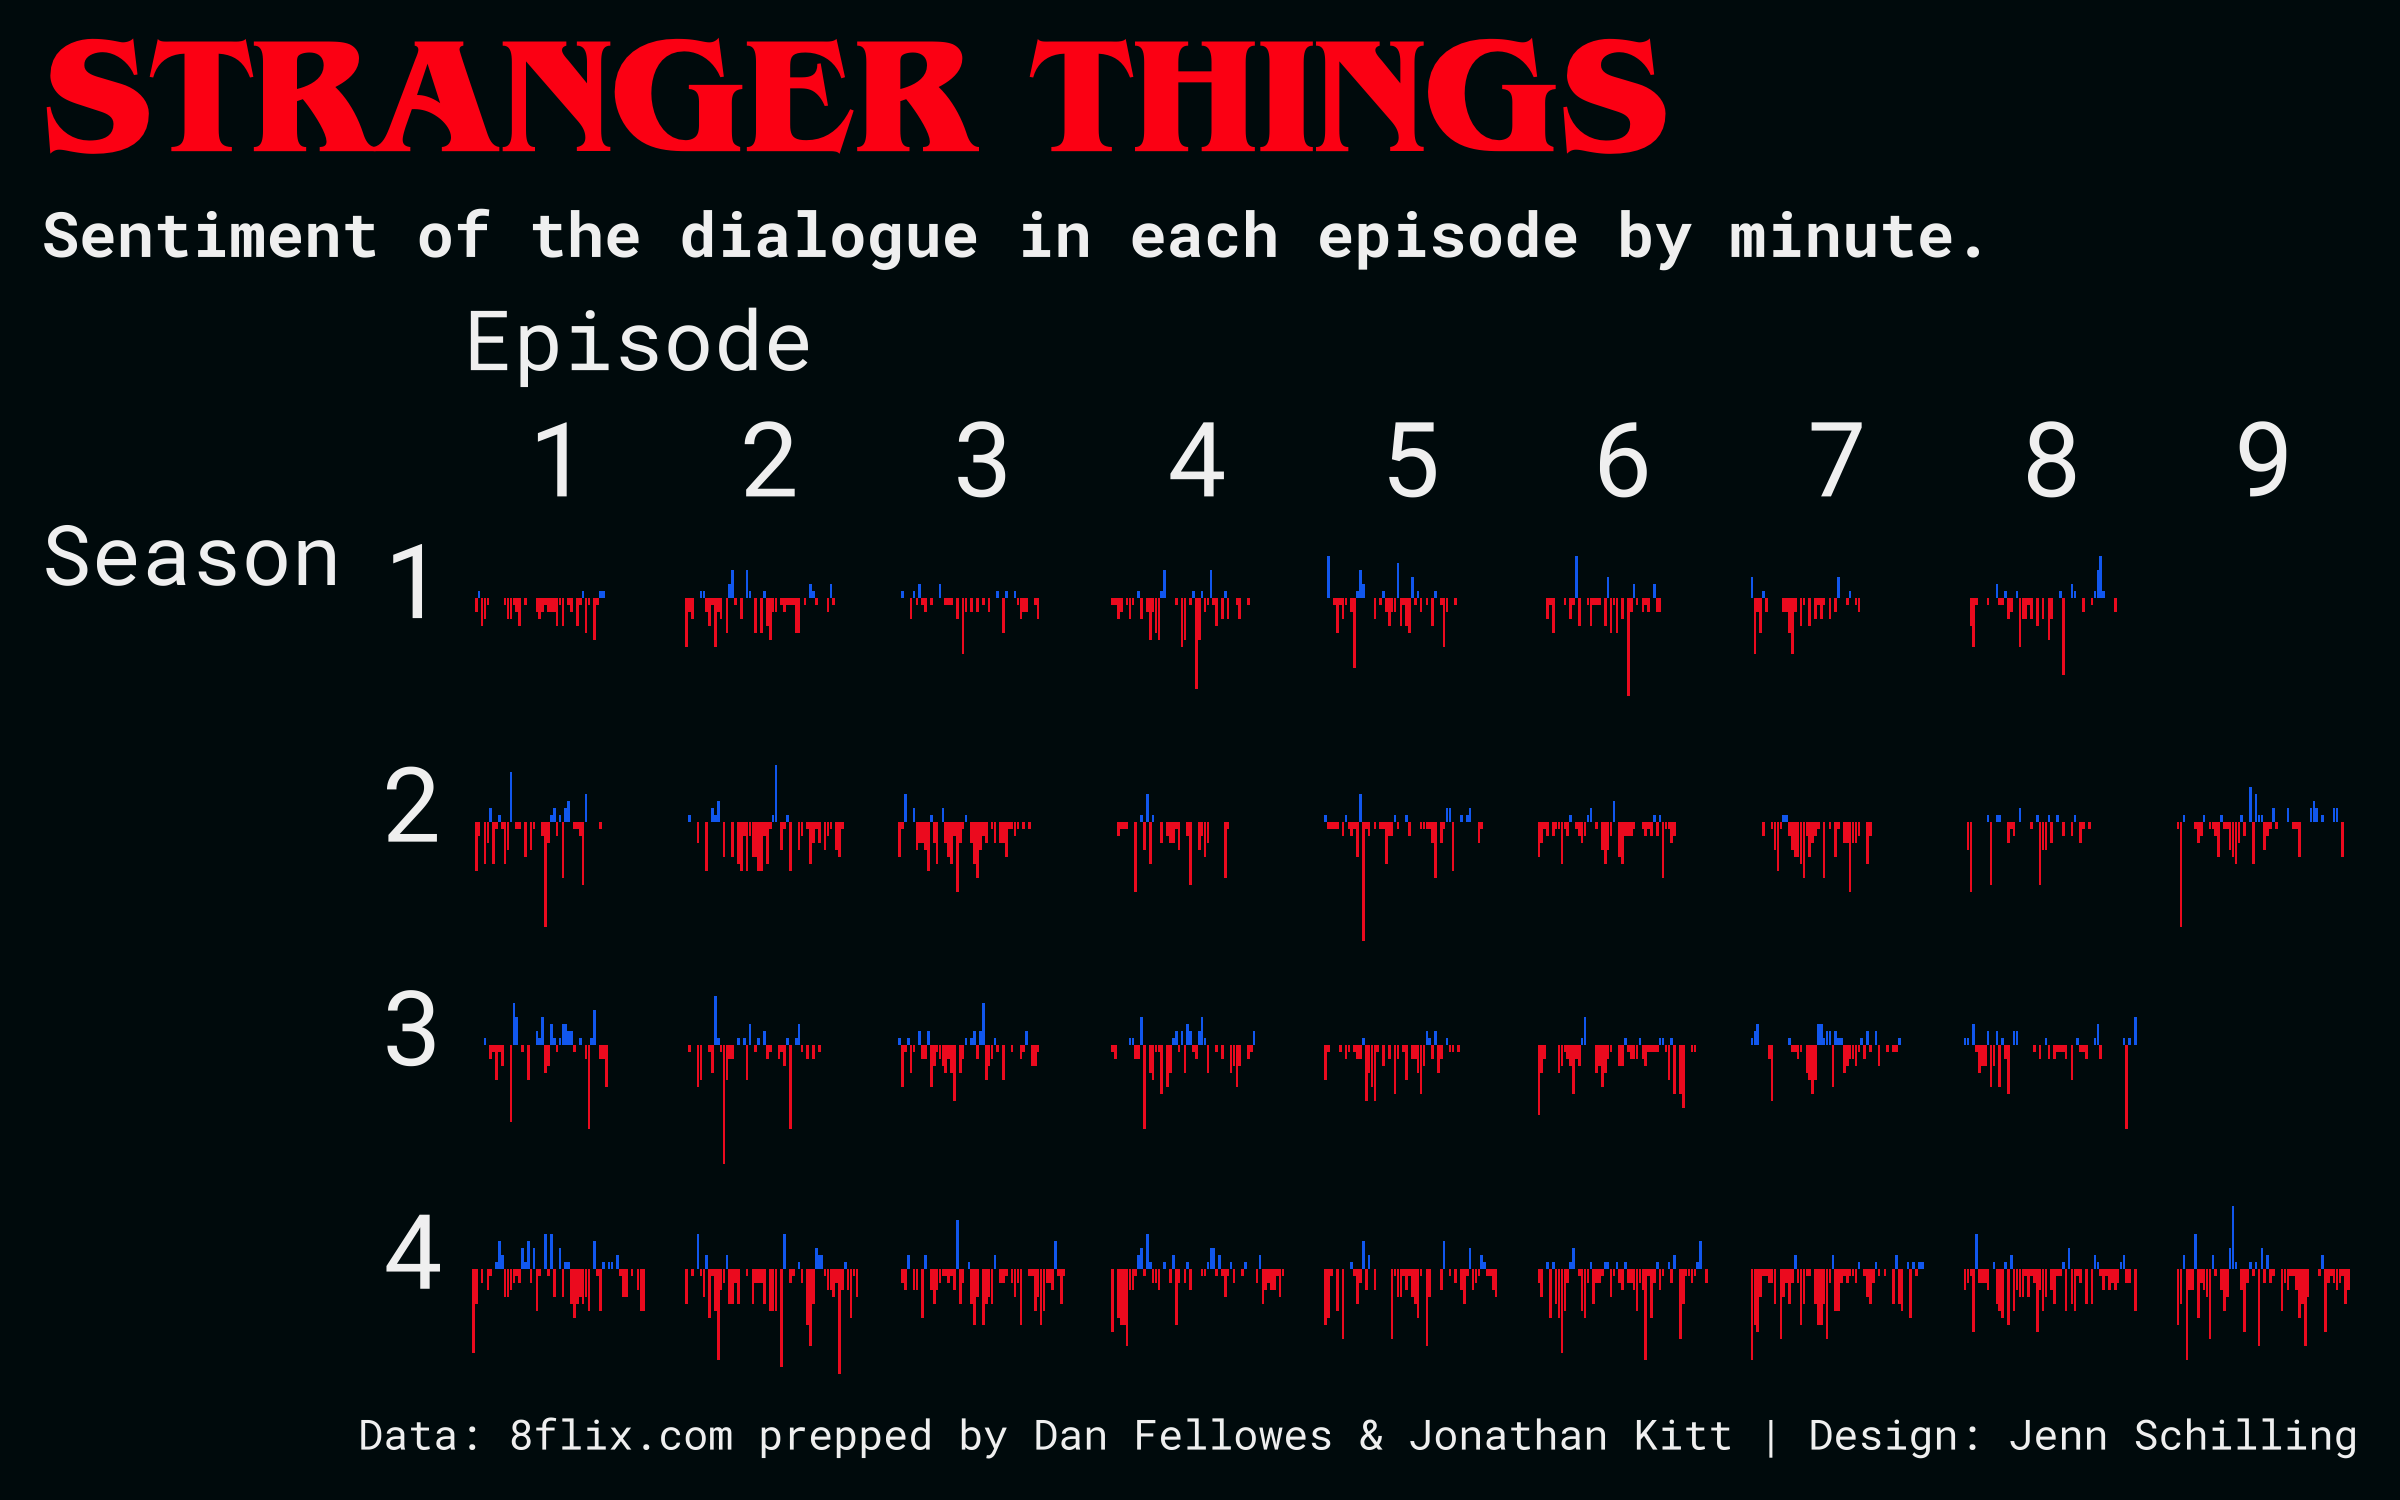 STRANGER THINGS
Sentiment of the dialogue in each episode by minute.
Episode
1 2 3 4 5 6 7 8 9
Season 1
2
3
4
Data: 8flix.com prepped by Dan Fellowes & Jonathan Kitt | Design: Jenn Schilling